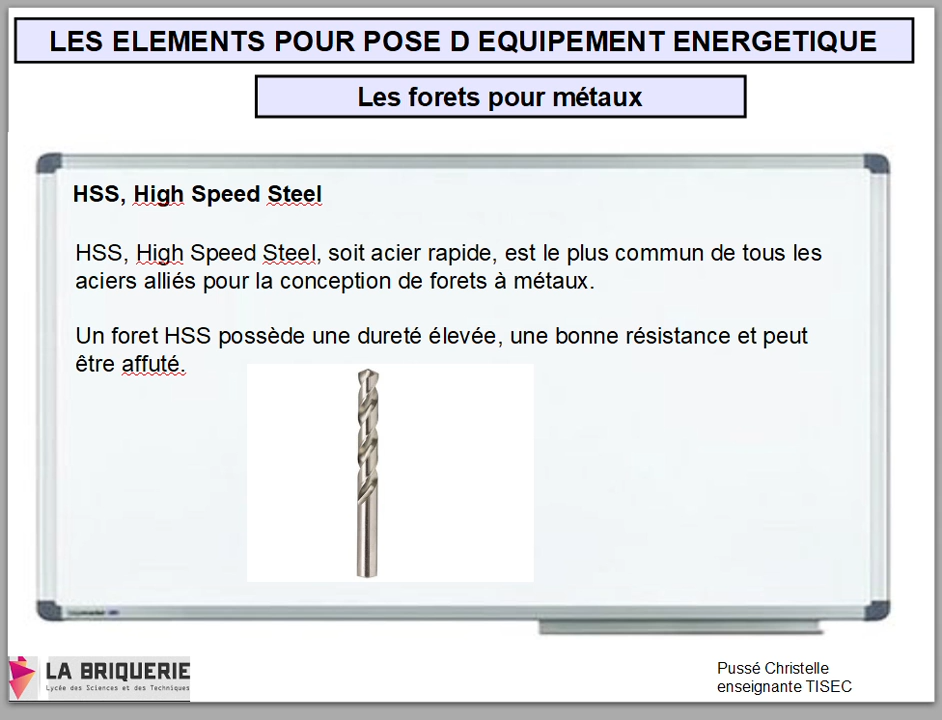 LES ELEMENTS POUR POSE D EQUIPEMENT ENERGETIQUE
Les forets pour métaux
HSS, High Speed Steel
HSS, High Speed Steel, soit acier rapide, est le plus commun de tous les
aciers alliés pour la conception de forets à métaux.
Un foret HSS possède une dureté élevée, une bonne résistance et peut
être affuté.
LA BRIQUERIE
Lycée des Sciences et des Techniques
Pussé Christelle
enseignante TISEC